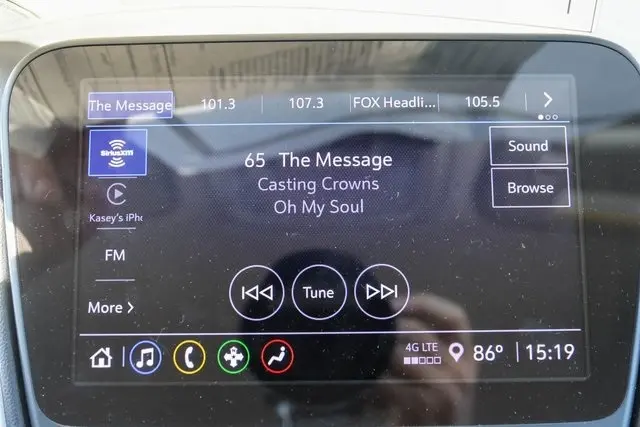 The Message 101.3 107.3 FOX Headli... 105.5
SiriusXM
Kasey's iPho
FM
More
65 The Message
Casting Crowns
Oh My Soul
Sound
Browse
Tune
4G LTE
86° 15:19